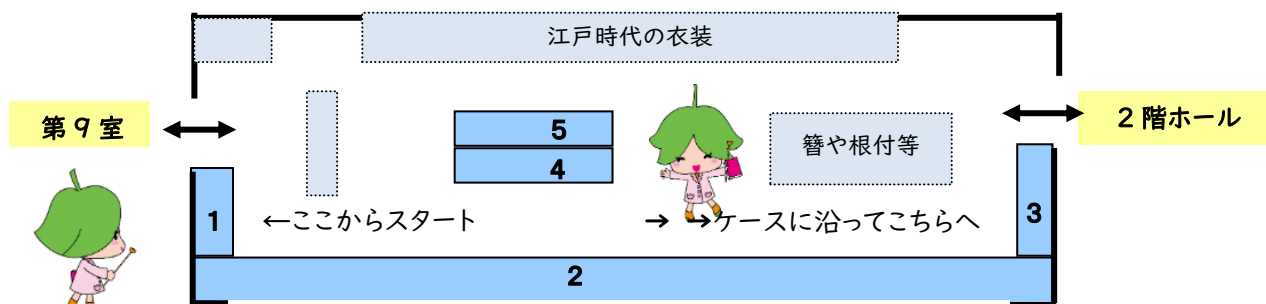 江戸時代の衣装
第9室
2階ホール
5
4
簪や根付等
1
←ここからスタート
→ →ケースに沿ってこちらへ
3
2